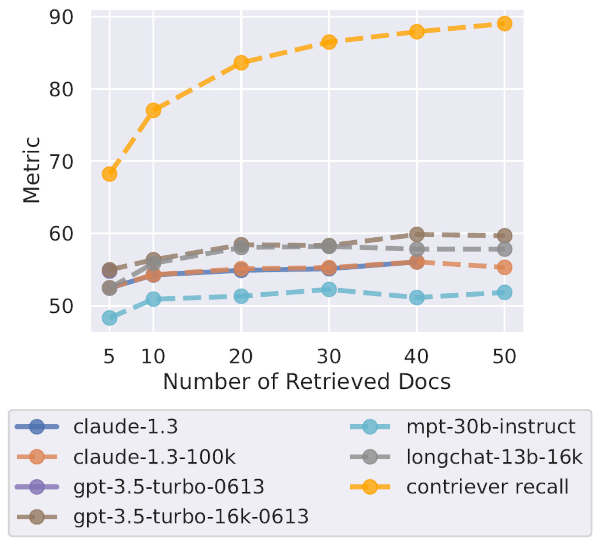 90
80
70
60
50
Metric
5 10 20 30 40 50
Number of Retrieved Docs
claude-1.3
claude-1.3-100k
gpt-3.5-turbo-0613
gpt-3.5-turbo-16k-0613
mpt-30b-instruct
longchat-13b-16k
contriever recall